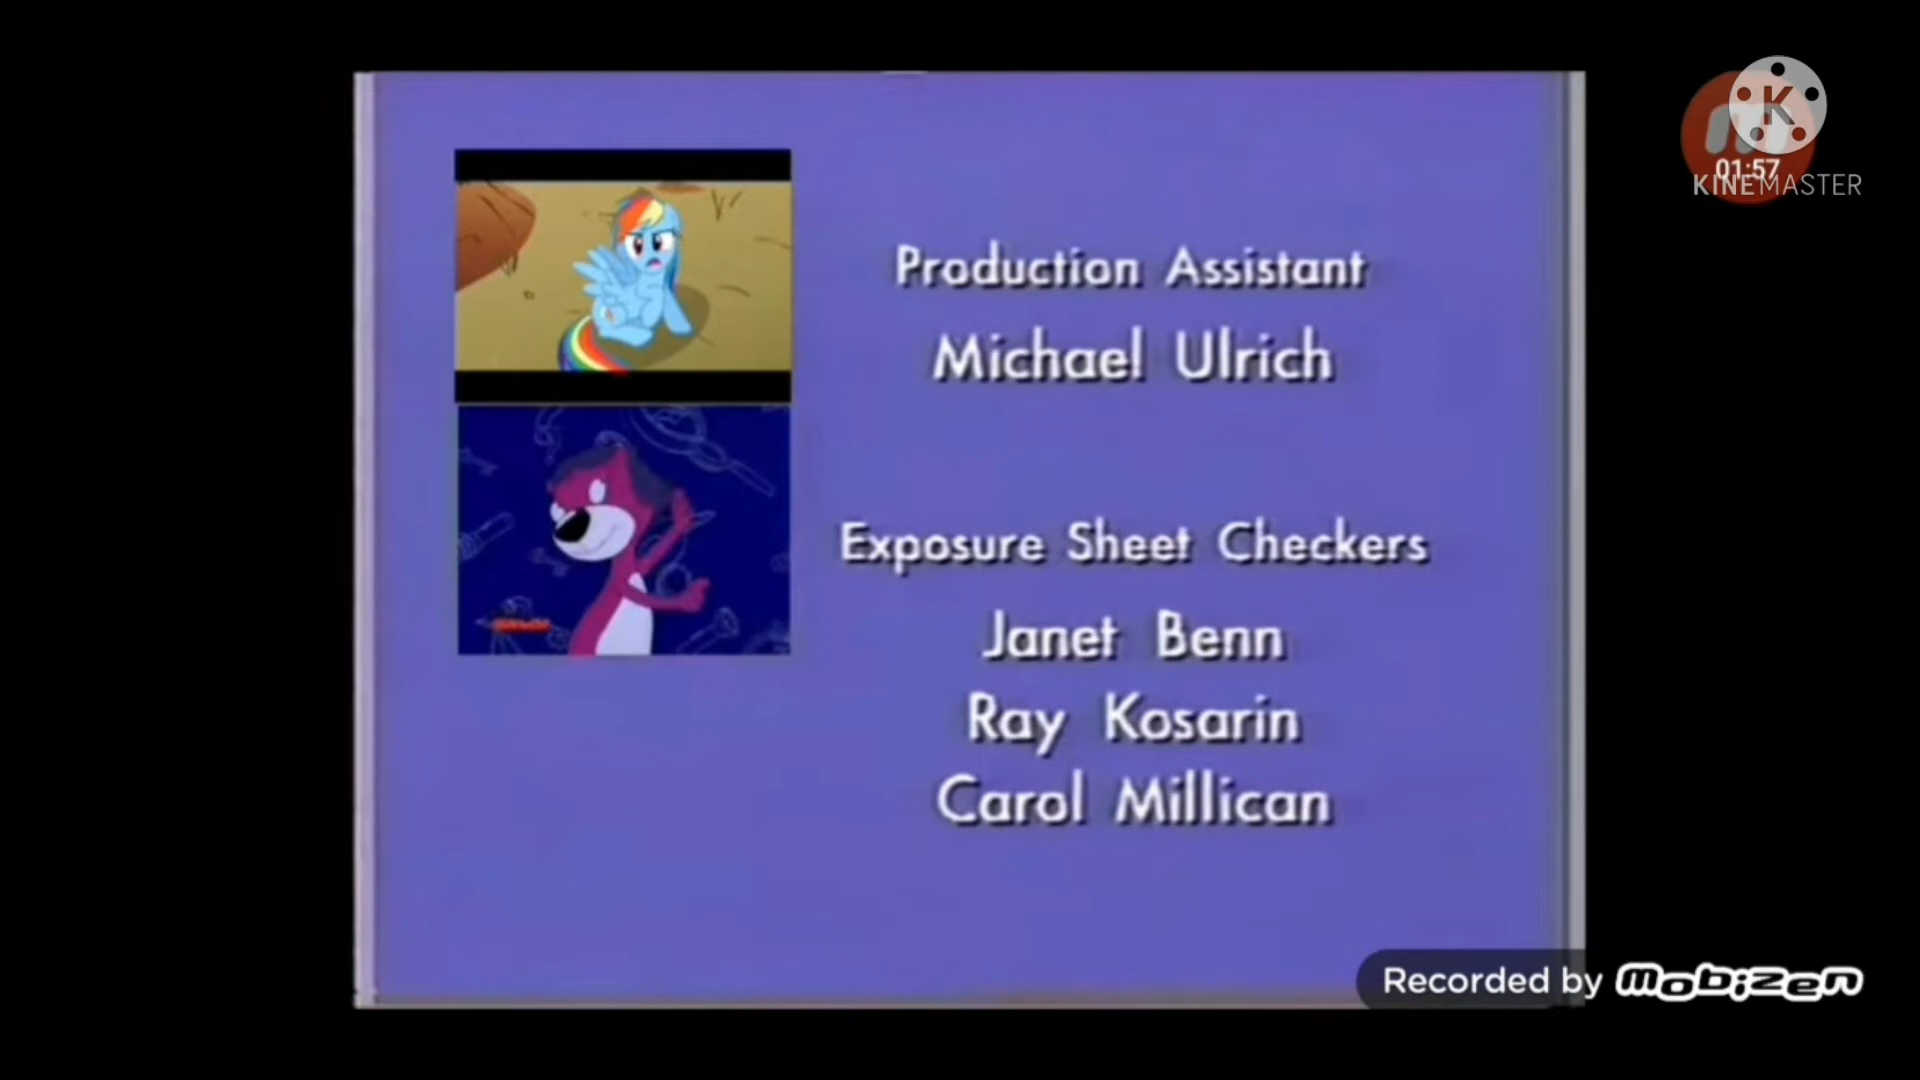 01:57
KINEMASTER
Production Assistant
Michael Ulrich
Exposure Sheet Checkers
Janet Benn
Ray Kosarin
Carol Millican
Recorded by mobizen